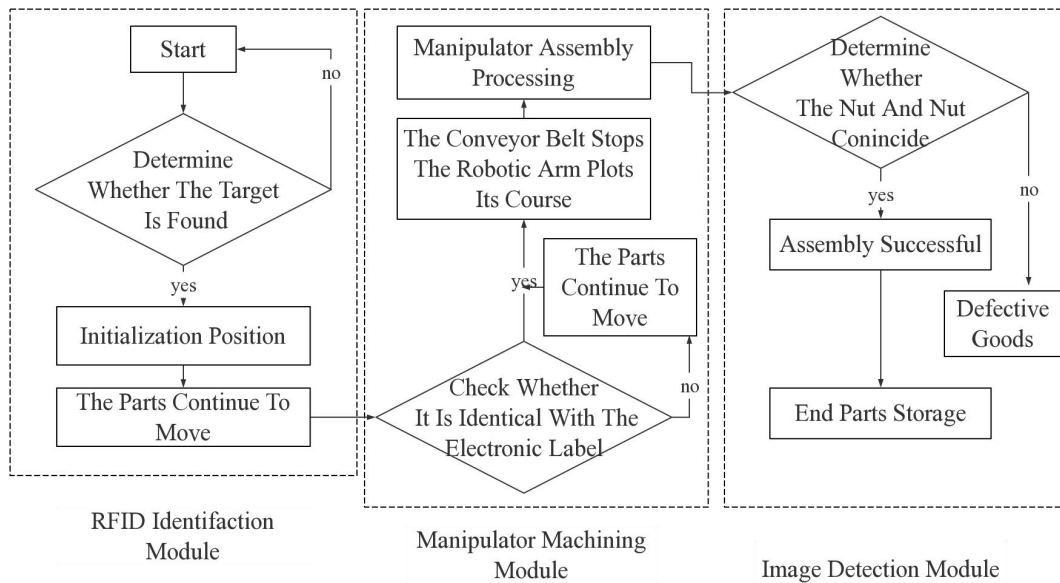 Start
no
Determine
Whether The Target
Is Found
yes
Initialization Position
The Parts Continue To
Move
RFID Identifaction
Module
Manipulator Assembly
Processing
The Conveyor Belt Stops
The Robotic Arm Plots
Its Course
yes
The Parts
Continue To
Move
no
Check Whether
It Is Identical With The
Electronic Label
Manipulator Machining
Module
Determine
Whether
The Nut And Nut
Conincide
yes
no
Assembly Successful
Defective
Goods
End Parts Storage
Image Detection Module